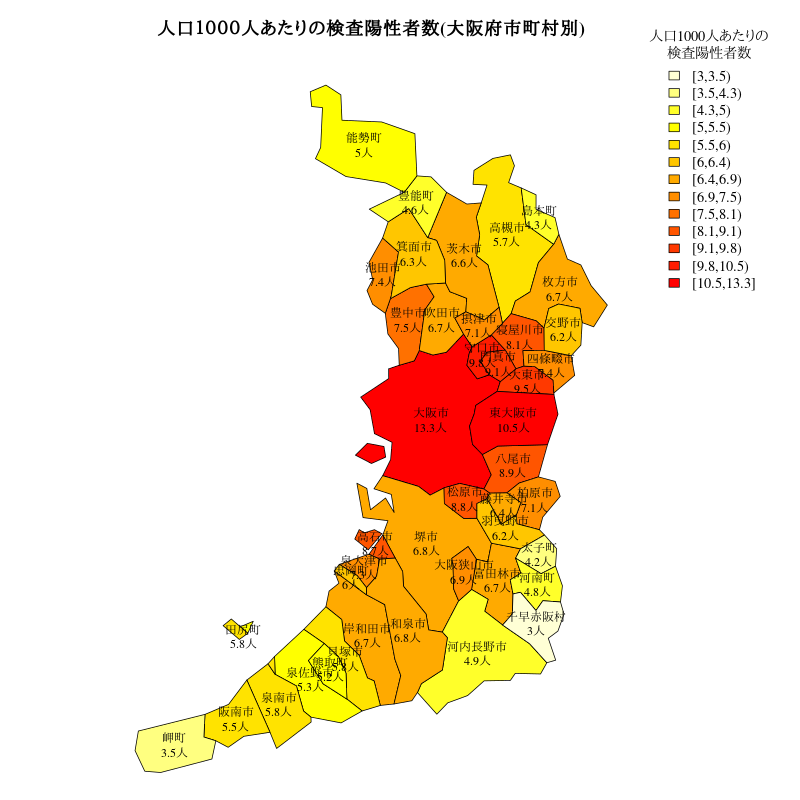 人口1000人あたりの検査陽性者数(大阪府市町村別)
人口1000人あたりの
検査陽性者数
[3,3.5)
[3.5,4.3)
[4.3,5)
[5,5.5)
[5.5,6)
[6,6.4)
[6.4,6.9)
[6.9,7.5)
[7.5,8.1)
[8.1,9.1)
[9.1,9.8)
[9.8,10.5)
[10.5,13.3]
能勢町
5人
豊能町
4.6人
島本町
4.3人
高槻市
5.7人
箕面市
6.3人
茨木市
6.6人
池田市
7.4人
枚方市
6.7人
豊中市
7.5人
吹田市
6.7人
摂津市
7.1人
寝屋川市
8.1人
交野市
6.2人
9.8人
門真市
9.1人
四條畷市
大東市
9.5人
大阪市
13.3人
東大阪市
10.5人
八尾市
8.9人
松原市
8.8人
藤井寺市
6.4人
柏原市
7.1人
羽曳野市
6.2人
高石市
堺市
6.8人
太子町
4.2人
泉大津市
7.3人
6人
大阪狭山市
6.9人
富田林市
6.7人
河南町
4.8人
千早赤阪村
3人
岸和田市
6.7人
和泉市
6.8人
田尻町
5.8人
河内長野市
4.9人
貝塚市
5.8人
熊取町
5.2人
泉佐野市
5.3人
泉南市
5.8人
阪南市
5.5人
岬町
3.5人